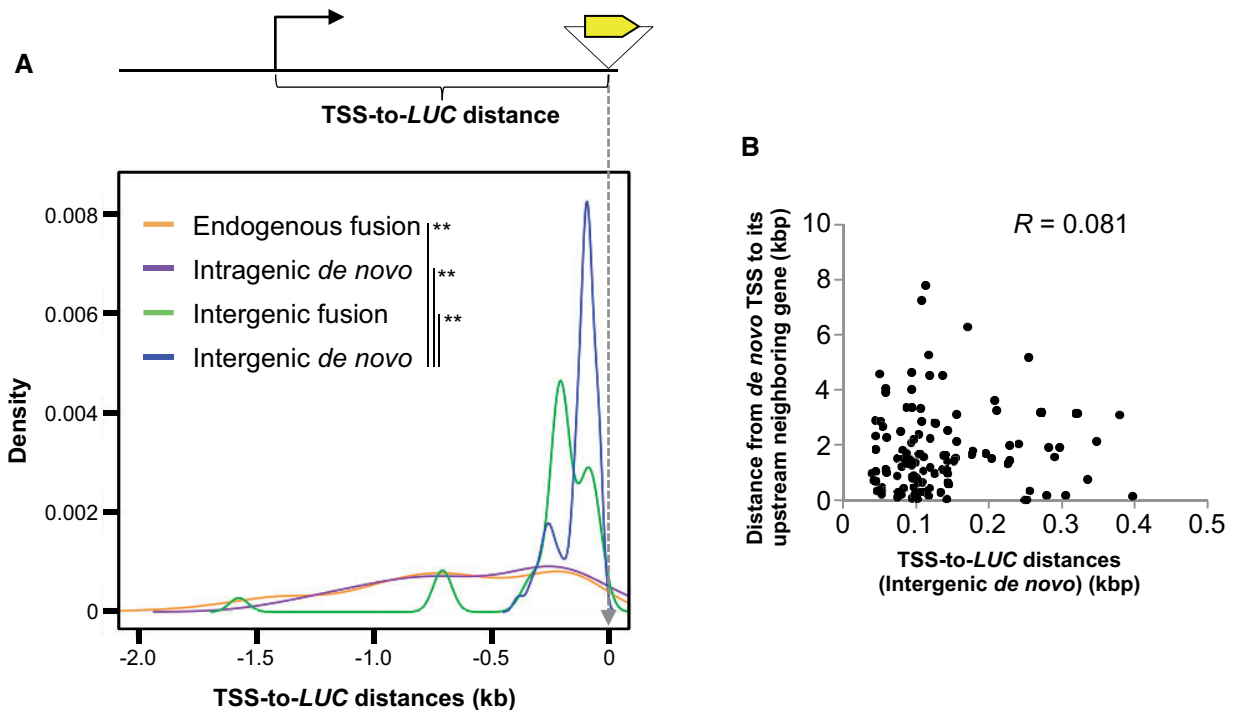 A
TSS-to-LUC distance
Endogenous fusion
**
Intragenic de novo
**
Intergenic fusion
**
Intergenic de novo
0.008
0.006
0.004
0.002
0
Density
-2.0
-1.5
-1.0
-0.5
0
TSS-to-LUC distances (kb)
B
R = 0.081
Distance from de novo TSS to its
upstream neighboring gene (kbp)
10
8
6
4
2
0
0
0.1
0.2
0.3
0.4
0.5
TSS-to-LUC distances
(Intergenic de novo) (kbp)